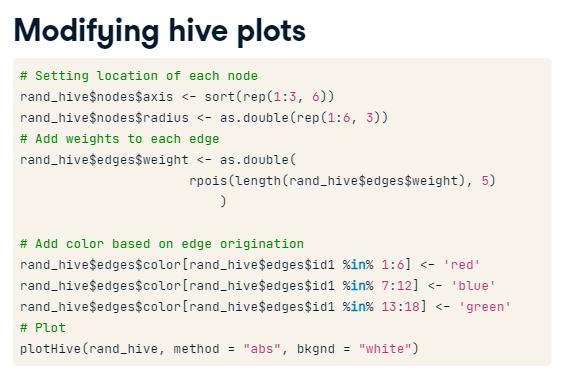 Modifying hive plots
# Setting location of each node
rand_hive$nodes$axis <- sort(rep(1:3, 6))
rand_hive$nodes$radius <- as.double(rep(1:6, 3))
# Add weights to each edge
rand_hive$edges$weight <- as.double(
                      rpois(length(rand_hive$edges$weight), 5)
                          )
# Add color based on edge origination
rand_hive$edges$color[rand_hive$edges$id1 %in% 1:6] <- 'red'
rand_hive$edges$color[rand_hive$edges$id1 %in% 7:12] <- 'blue'
rand_hive$edges$color[rand_hive$edges$id1 %in% 13:18] <- 'green'
# Plot
plotHive(rand_hive, method = "abs", bkgnd = "white")